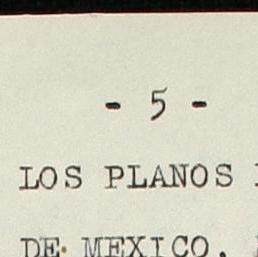 - 5 -
LOS PLANOS
DE MEXICO.